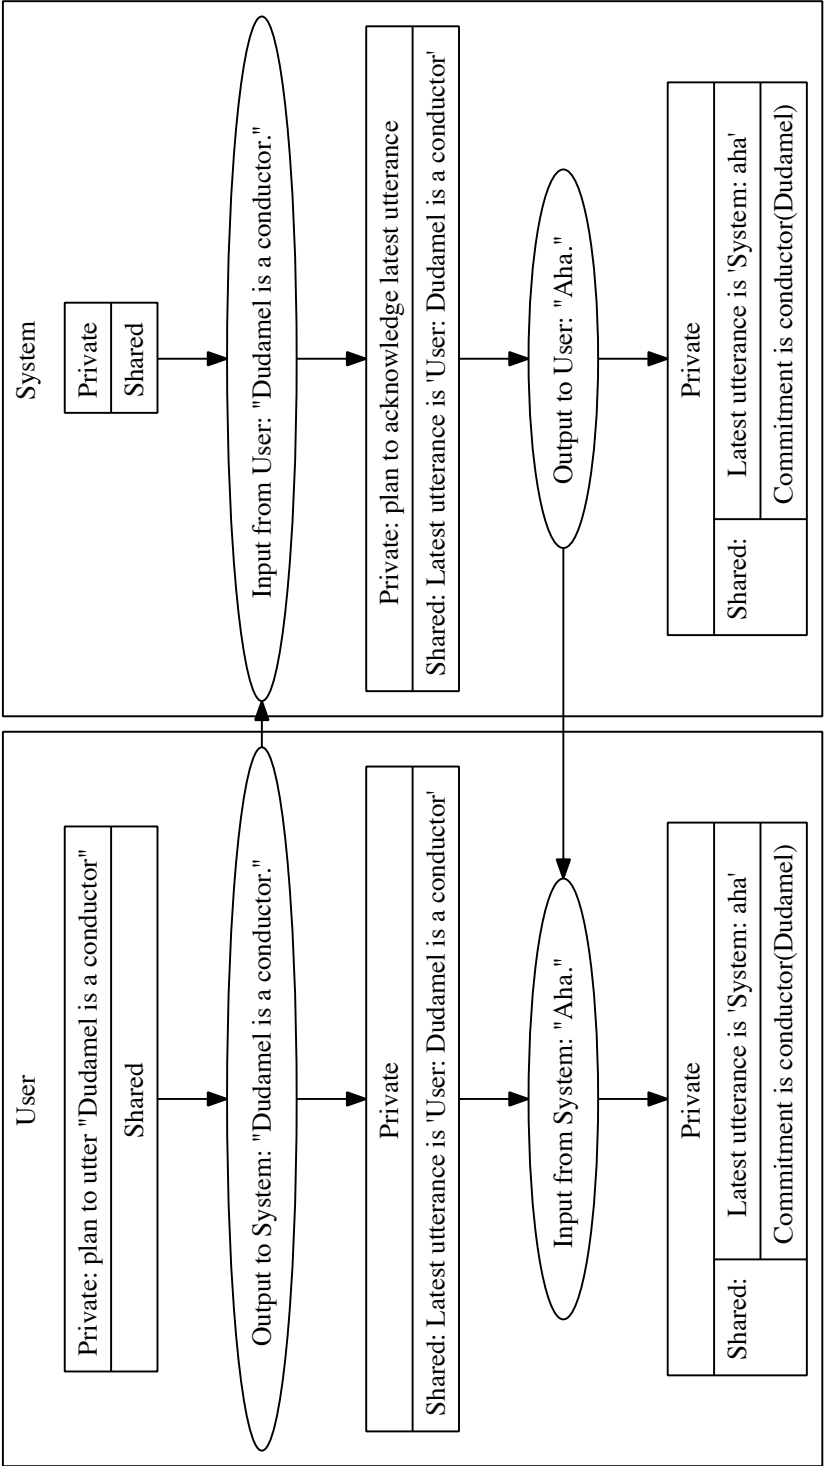 User
Private: plan to utter "Dudamel is a conductor"
Shared
Output to System: "Dudamel is a conductor."
Private
Shared: Latest utterance is 'User: Dudamel is a conductor'
Input from System: "Aha."
Private
Shared:
Latest utterance is 'System: aha'
Commitment is conductor(Dudamel)
System
Private
Shared
Input from User: "Dudamel is a conductor."
Private: plan to acknowledge latest utterance
Shared: Latest utterance is 'User: Dudamel is a conductor'
Output to User: "Aha."
Private
Shared:
Latest utterance is 'System: aha'
Commitment is conductor(Dudamel)